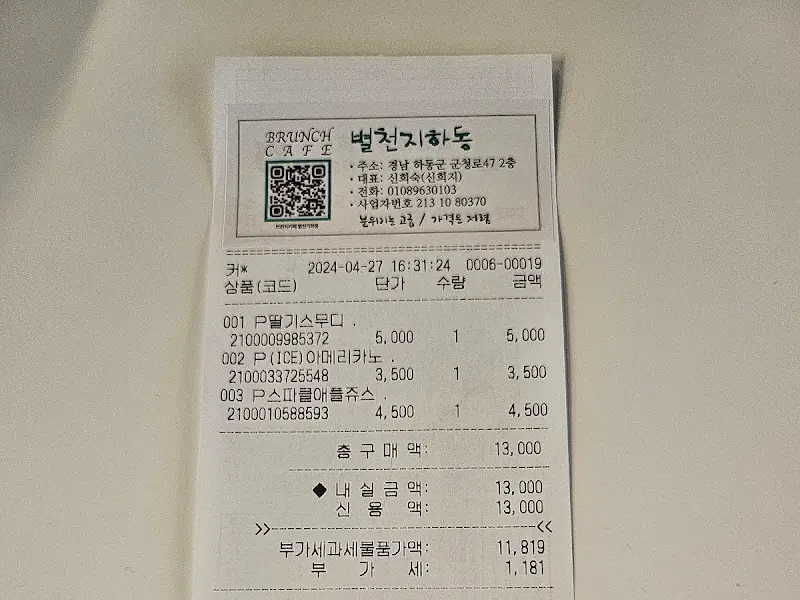 BRUNCH
CAFE
별천지하동
· 주소: 경남 하동군 군청로47 2층
· 대표: 신희숙(신희지)
· 전화: 01089630103
· 사업자번호 213 10 80370
분위기는 고급 / 가격은 저렴
커* 2024-04-27 16:31:24 0006-00019
상품(코드) 단가 수량 금액
001 P딸기스무디 .
2100009985372 5,000 1 5,000
002 P(ICE)아메리카노 .
2100033725548 3,500 1 3,500
003 P스파클애플쥬스 .
2100010588593 4,500 1 4,500
총 구 매 액: 13,000
◆ 내 실 금 액: 13,000
신 용 액: 13,000
>> <<
부가세과세물품가액: 11,819
부 가 세: 1,181